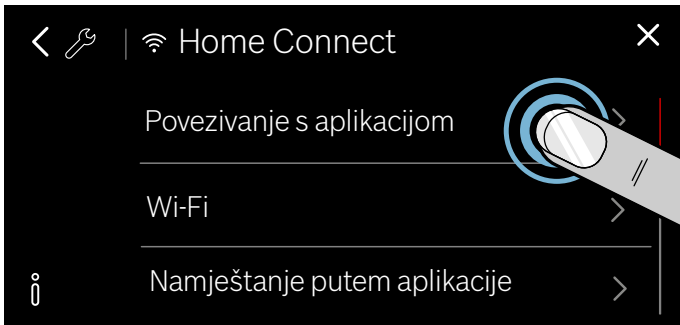 Home Connect
Povezivanje s aplikacijom
Wi-Fi
Namještanje putem aplikacije